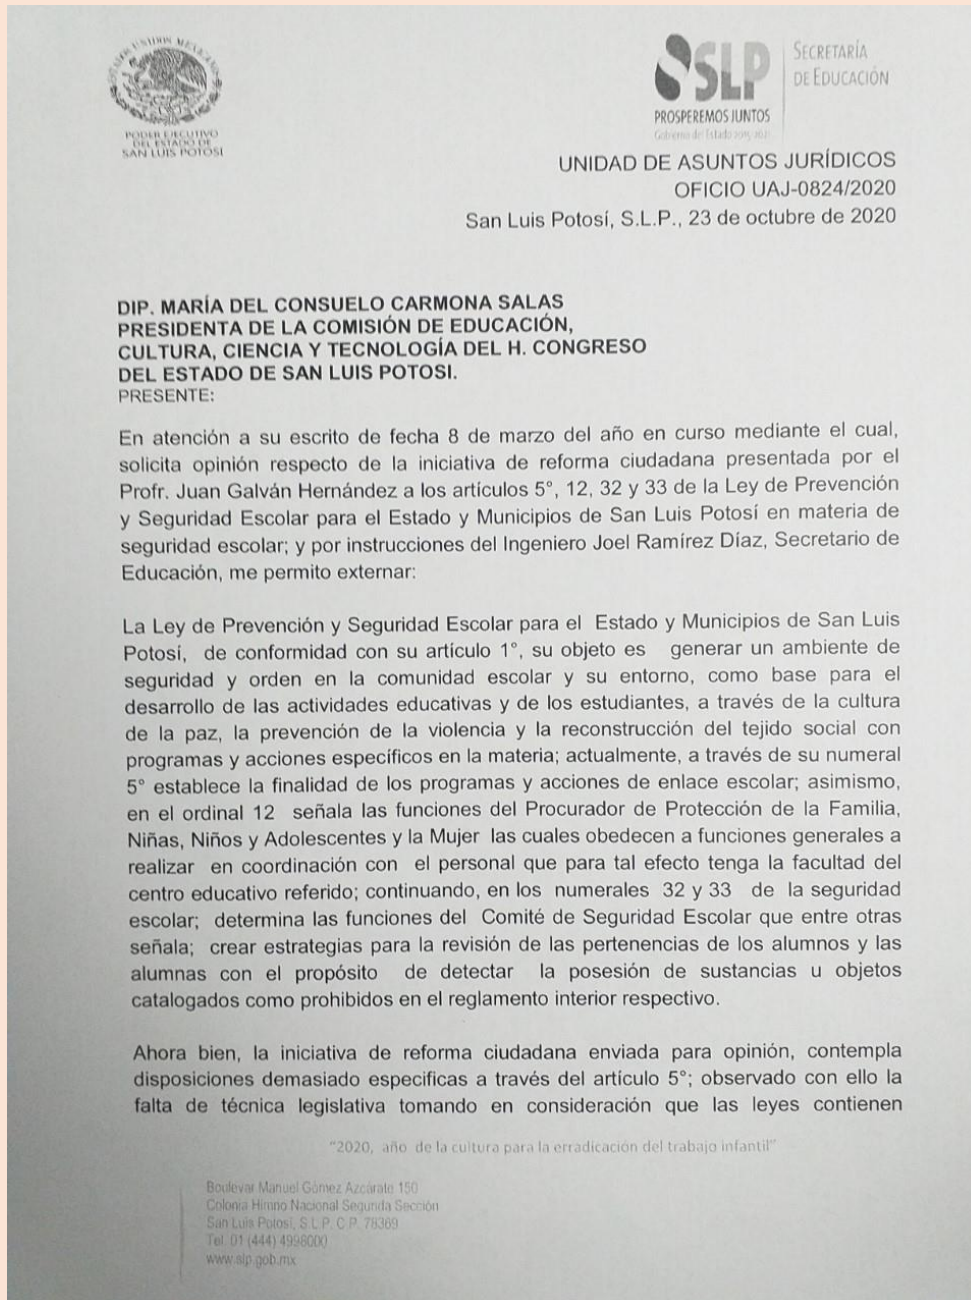 ESTADOS UNIDOS MEXICANOS
PODER EJECUTIVO
DEL ESTADO DE
SAN LUIS POTOSI
SLP
PROSPEREMOS JUNTOS
Gobierno del Estado 2015-2021
SECRETARÍA
DE EDUCACIÓN
UNIDAD DE ASUNTOS JURÍDICOS
OFICIO UAJ-0824/2020
San Luis Potosí, S.L.P., 23 de octubre de 2020
DIP. MARÍA DEL CONSUELO CARMONA SALAS
PRESIDENTA DE LA COMISIÓN DE EDUCACIÓN,
CULTURA, CIENCIA Y TECNOLOGÍA DEL H. CONGRESO
DEL ESTADO DE SAN LUIS POTOSI.
PRESENTE:
En atención a su escrito de fecha 8 de marzo del año en curso mediante el cual,
solicita opinión respecto de la iniciativa de reforma ciudadana presentada por el
Profr. Juan Galván Hernández a los artículos 5°, 12, 32 y 33 de la Ley de Prevención
y Seguridad Escolar para el Estado y Municipios de San Luis Potosí en materia de
seguridad escolar; y por instrucciones del Ingeniero Joel Ramírez Díaz, Secretario de
Educación, me permito externar:
La Ley de Prevención y Seguridad Escolar para el Estado y Municipios de San Luis
Potosí, de conformidad con su artículo 1°, su objeto es generar un ambiente de
seguridad y orden en la comunidad escolar y su entorno, como base para el
desarrollo de las actividades educativas y de los estudiantes, a través de la cultura
de la paz, la prevención de la violencia y la reconstrucción del tejido social con
programas y acciones específicos en la materia; actualmente, a través de su numeral
5° establece la finalidad de los programas y acciones de enlace escolar; asimismo,
en el ordinal 12 señala las funciones del Procurador de Protección de la Familia,
Niñas, Niños y Adolescentes y la Mujer las cuales obedecen a funciones generales a
realizar en coordinación con el personal que para tal efecto tenga la facultad del
centro educativo referido; continuando, en los numerales 32 y 33 de la seguridad
escolar; determina las funciones del Comité de Seguridad Escolar que entre otras
señala; crear estrategias para la revisión de las pertenencias de los alumnos y las
alumnas con el propósito de detectar la posesión de sustancias u objetos
catalogados como prohibidos en el reglamento interior respectivo.
Ahora bien, la iniciativa de reforma ciudadana enviada para opinión, contempla
disposiciones demasiado especificas a través del artículo 5°; observado con ello la
falta de técnica legislativa tomando en consideración que las leyes contienen
"2020, año de la cultura para la erradicación del trabajo infantil"
Boulevar Manuel Gómez Azcárate 150
Colonia Himno Nacional Segunda Sección
San Luis Potosí, S.L.P. C.P. 78369
Tel. 01 (444) 4998000
www.slp.gob.mx